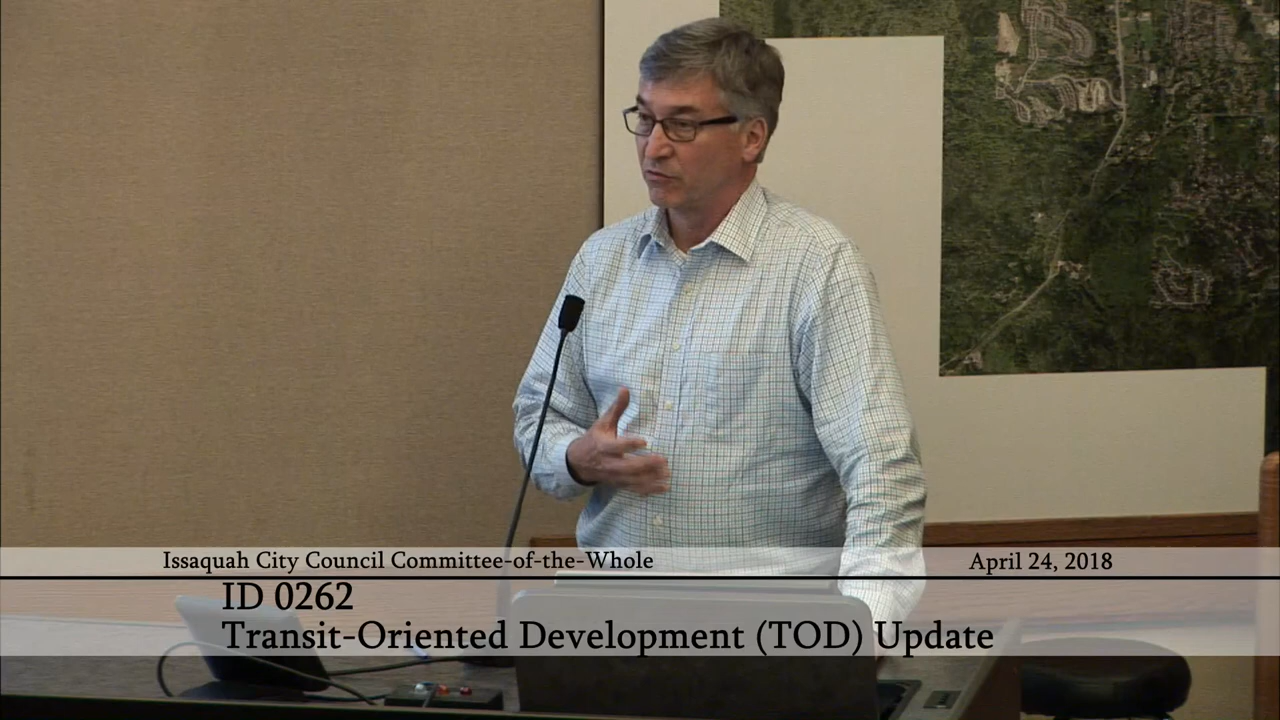 Issaquah City Council Committee-of-the-Whole April 24, 2018
ID 0262
Transit-Oriented Development (TOD) Update